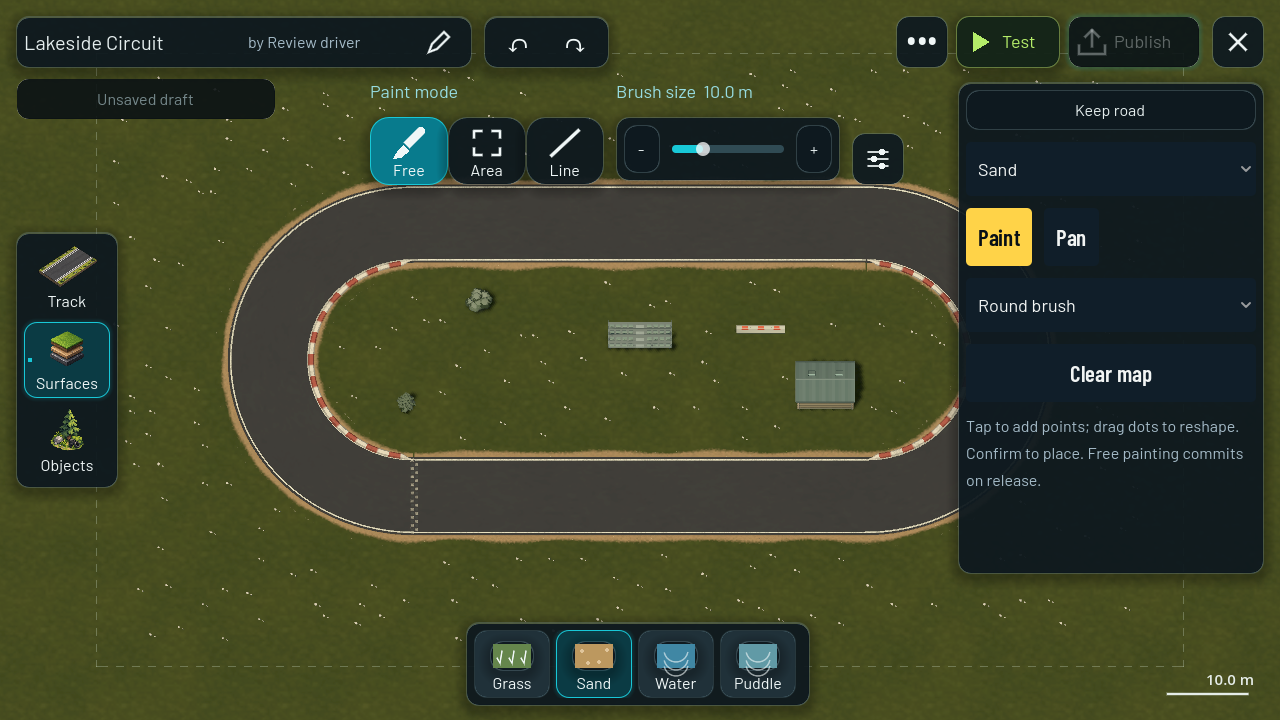 Lakeside Circuit
by Review driver
Test
Publish
Unsaved draft
Paint mode
Brush size 10.0 m
Free
Area
Line
-
+
Keep road
Sand
Paint
Pan
Round brush
Clear map
Tap to add points; drag dots to reshape.
Confirm to place. Free painting commits
on release.
Track
Surfaces
Objects
Grass
Sand
Water
Puddle
10.0 m